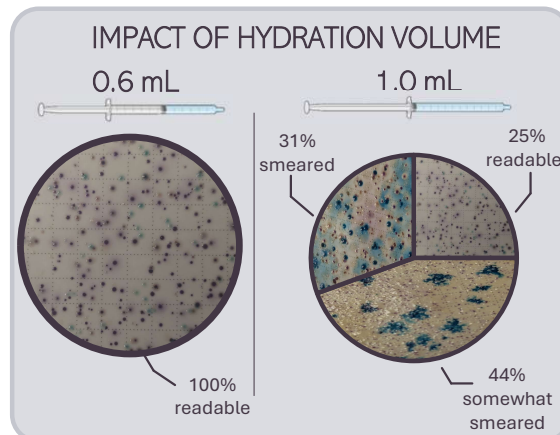 IMPACT OF HYDRATION VOLUME
0.6 mL
1.0 mL
31%
smeared
25%
readable
100%
readable
44%
somewhat
smeared